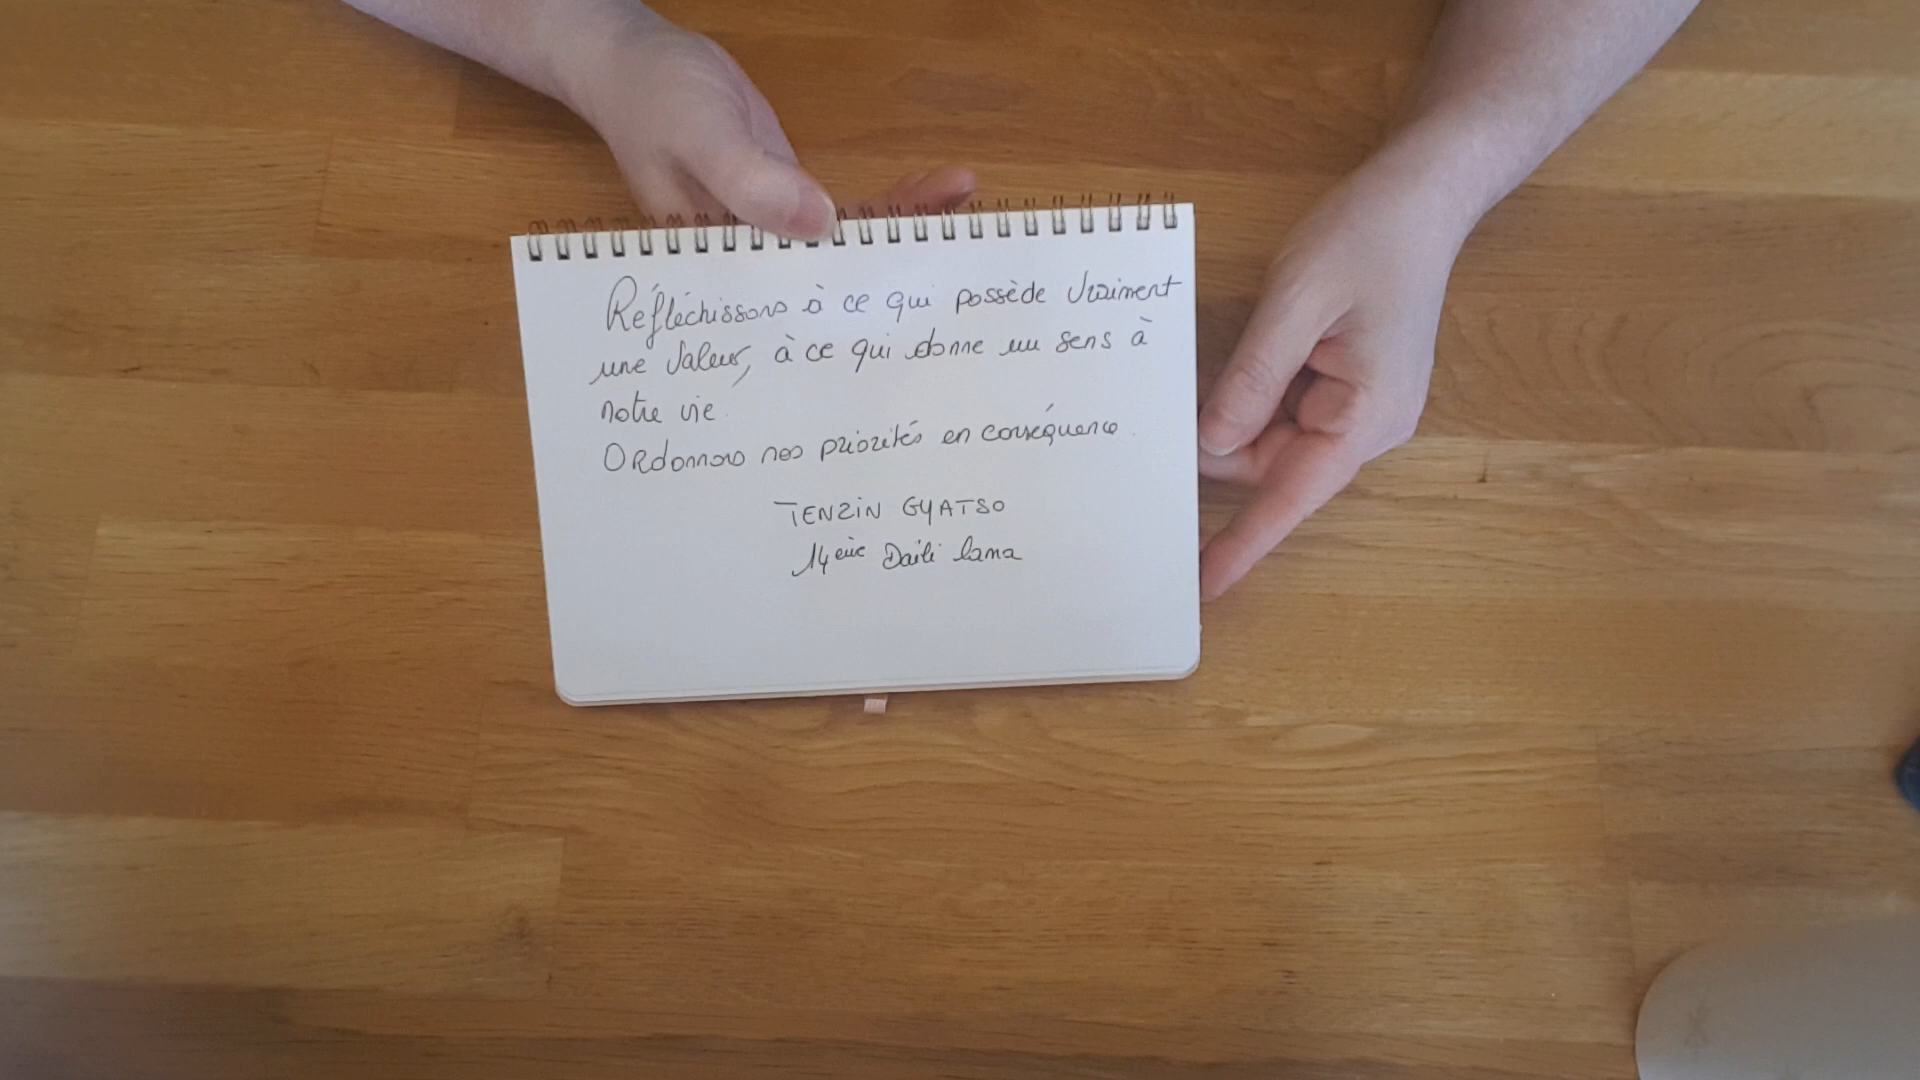 Réfléchissons à ce qui possède vraiment
une valeur, à ce qui donne un sens à
notre vie.
Ordonnons nos priorités en conséquence.
TENZIN GYATSO
14ème Daili lama